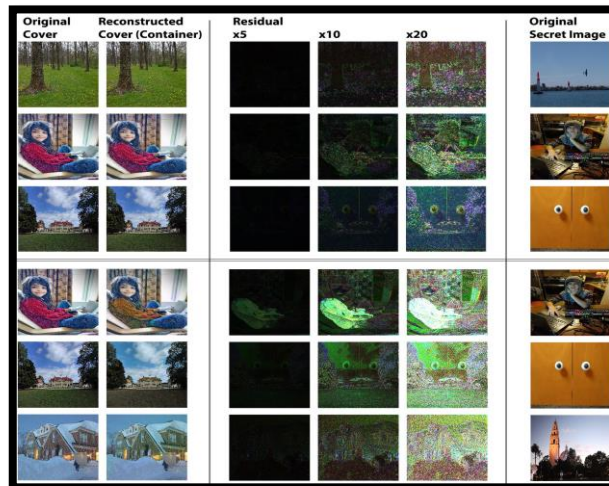 Original Cover
Reconstructed Cover (Container)
Residual
x5
x10
x20
Original Secret Image